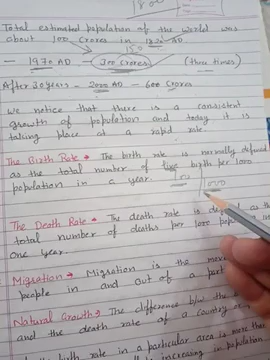 1800
Total estimated population of the world was
about 100 crores in 1820 AD
150
- 1970 AD - 300 crores (three times)
After 30 years - 2000 AD - 600 crores
We notice that there is a consistent
growth of population and today it is
taking place at a rapid rate.
The Birth Rate → The birth rate is normally defined
as the total number of live birth per 1000
population in a year.
The Death Rate → The death rate is defined as the
total number of deaths per 1000 population in
one year.
Migration → Migration is the
people in and out of a part
Natural Growth → The difference b/w the
and the death rate of a country
the birth rate in a particular area is more than
increasing in population